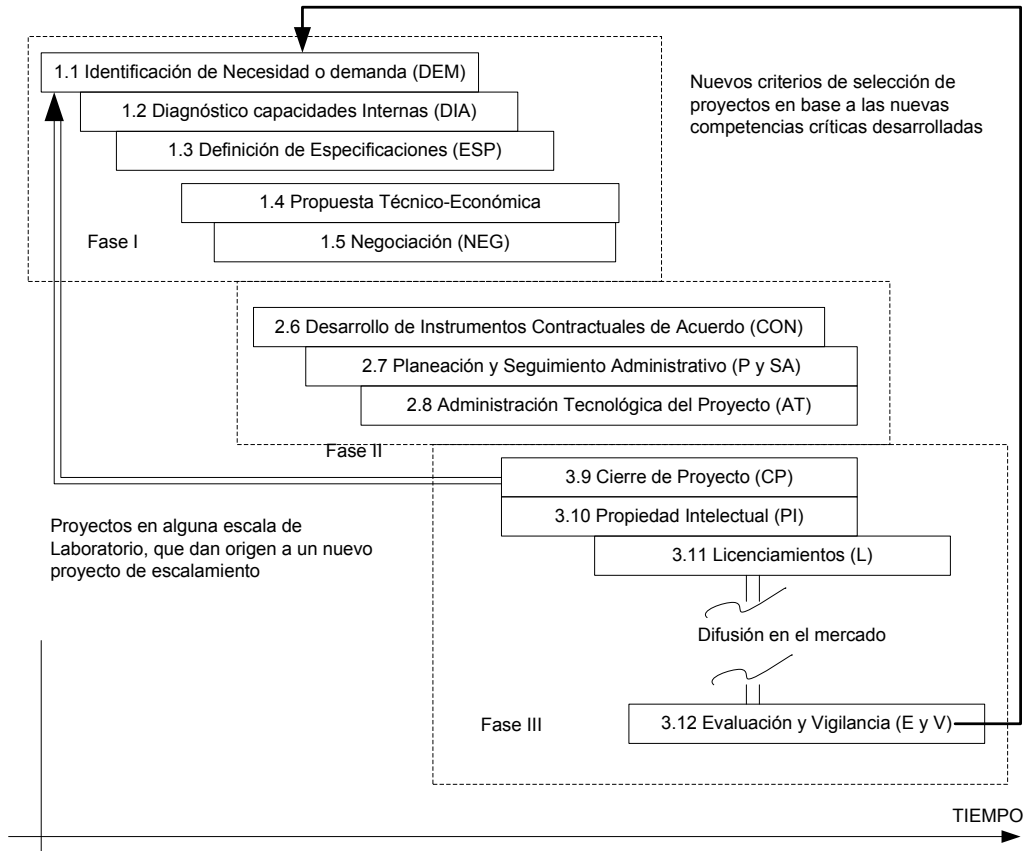 1.1 Identificación de Necesidad o demanda (DEM)
1.2 Diagnóstico capacidades Internas (DIA)
1.3 Definición de Especificaciones (ESP)
1.4 Propuesta Técnico-Económica
1.5 Negociación (NEG)
Fase I
Nuevos criterios de selección de
proyectos en base a las nuevas
competencias críticas desarrolladas
2.6 Desarrollo de Instrumentos Contractuales de Acuerdo (CON)
2.7 Planeación y Seguimiento Administrativo (P y SA)
2.8 Administración Tecnológica del Proyecto (AT)
Fase II
3.9 Cierre de Proyecto (CP)
3.10 Propiedad Intelectual (PI)
3.11 Licenciamientos (L)
Proyectos en alguna escala de
Laboratorio, que dan origen a un nuevo
proyecto de escalamiento
Difusión en el mercado
Fase III
3.12 Evaluación y Vigilancia (E y V)
TIEMPO